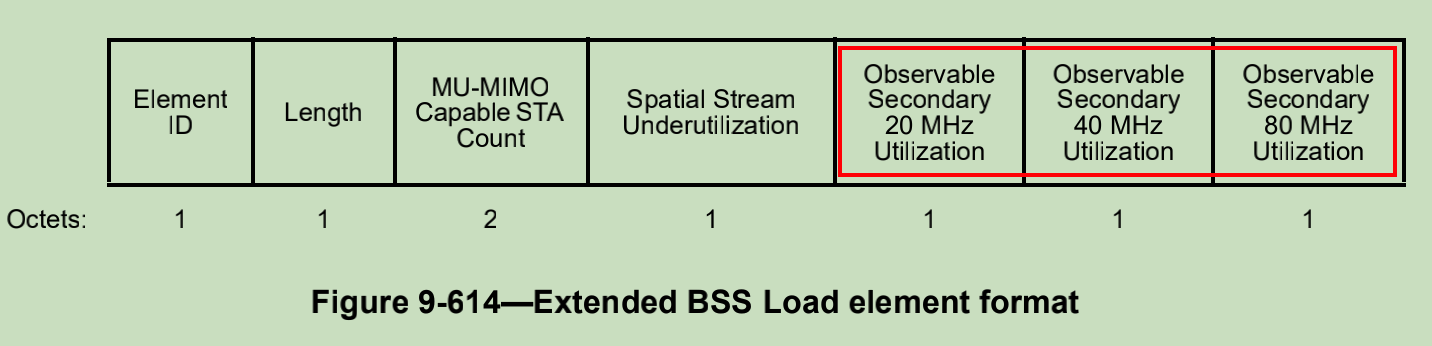 Element
ID
Length
MU-MIMO
Capable STA
Count
Spatial Stream
Underutilization
Observable
Secondary
20 MHz
Utilization
Observable
Secondary
40 MHz
Utilization
Observable
Secondary
80 MHz
Utilization
Octets: 1 1 2 1 1 1 1
Figure 9-614—Extended BSS Load element format